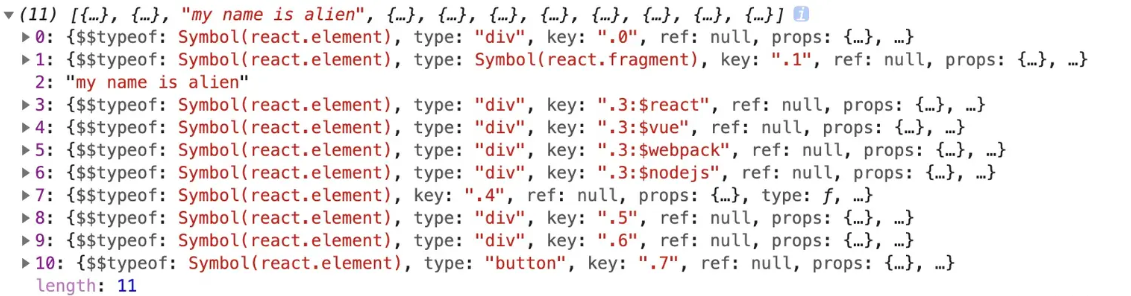 ▼(11) [{…}, {…}, "my name is alien", {…}, {…}, {…}, {…}, {…}, {…}, {…}, {…}] i
▶0: {$$typeof: Symbol(react.element), type: "div", key: ".0", ref: null, props: {…}, …}
▶1: {$$typeof: Symbol(react.element), type: Symbol(react.fragment), key: ".1", ref: null, props: {…}, …}
2: "my name is alien"
▶3: {$$typeof: Symbol(react.element), type: "div", key: ".3:$react", ref: null, props: {…}, …}
▶4: {$$typeof: Symbol(react.element), type: "div", key: ".3:$vue", ref: null, props: {…}, …}
▶5: {$$typeof: Symbol(react.element), type: "div", key: ".3:$webpack", ref: null, props: {…}, …}
▶6: {$$typeof: Symbol(react.element), type: "div", key: ".3:$nodejs", ref: null, props: {…}, …}
▶7: {$$typeof: Symbol(react.element), key: ".4", ref: null, props: {…}, type: ƒ, …}
▶8: {$$typeof: Symbol(react.element), type: "div", key: ".5", ref: null, props: {…}, …}
▶9: {$$typeof: Symbol(react.element), type: "div", key: ".6", ref: null, props: {…}, …}
▶10: {$$typeof: Symbol(react.element), type: "button", key: ".7", ref: null, props: {…}, …}
length: 11